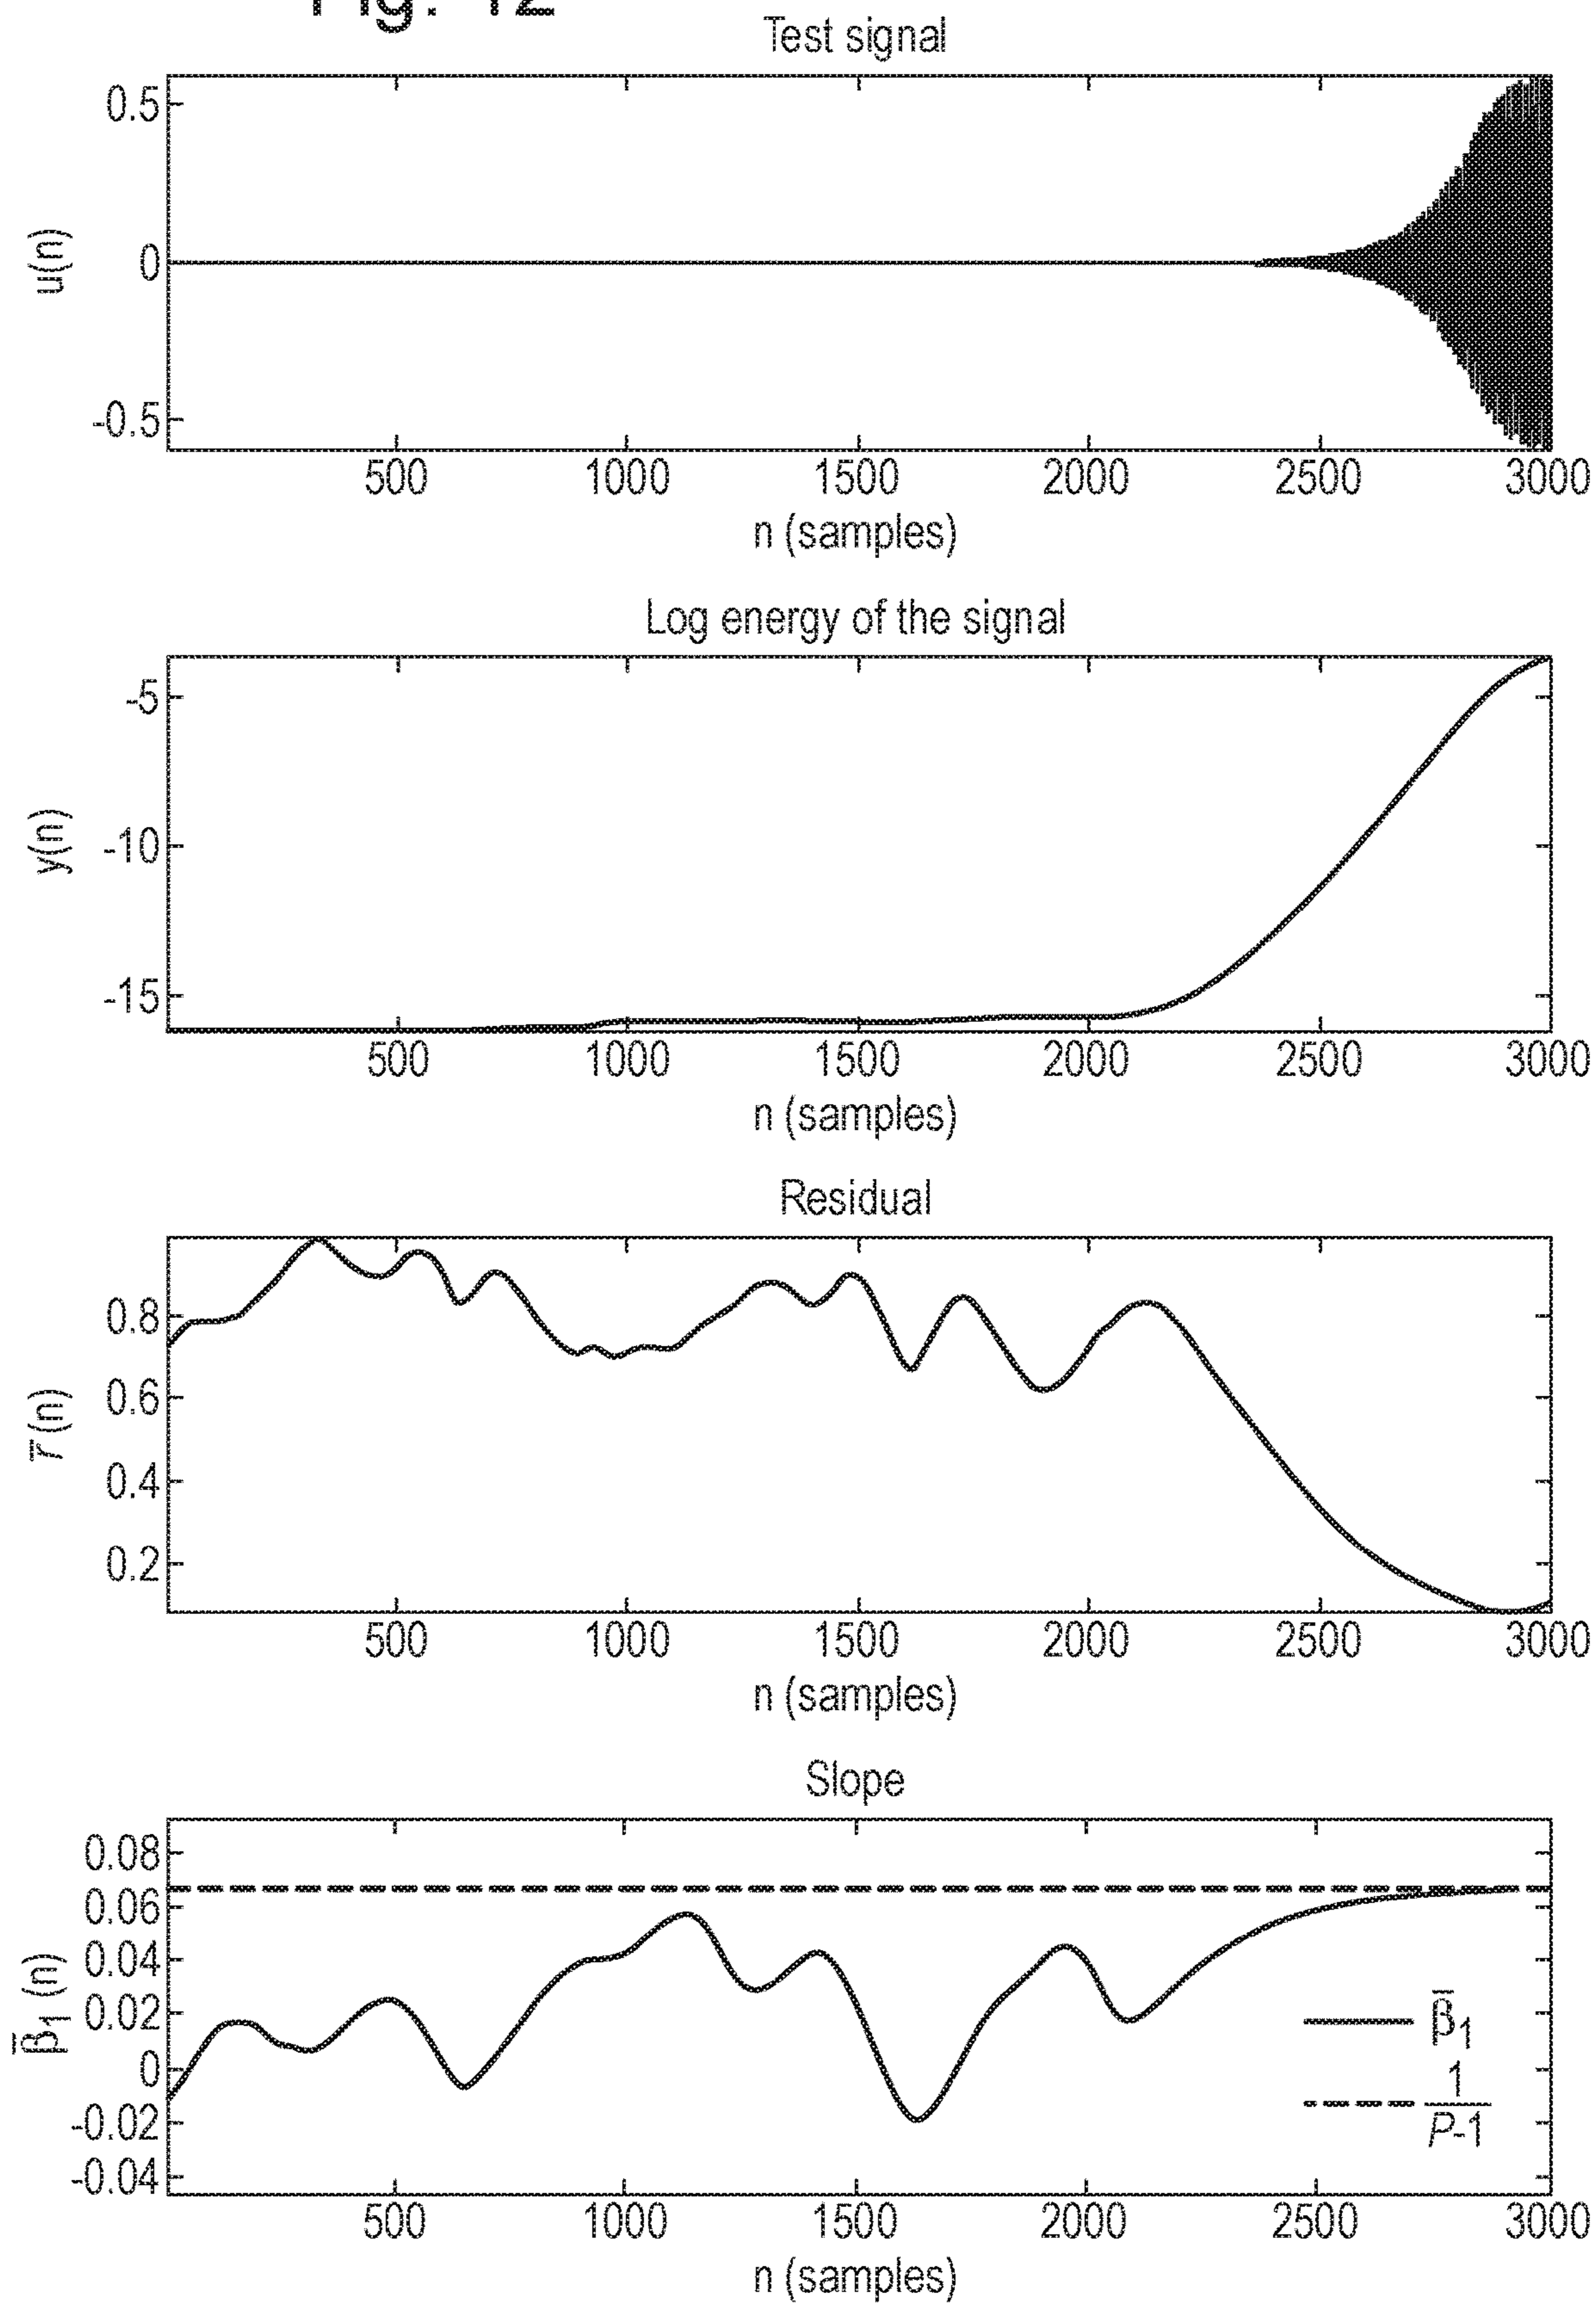 Fig. 12
Test signal
u(n)
0.5
0
-0.5
500 1000 1500 2000 2500 3000
n (samples)
Log energy of the signal
y(n)
-5
-10
-15
500 1000 1500 2000 2500 3000
n (samples)
Residual
r̅(n)
0.8
0.6
0.4
0.2
500 1000 1500 2000 2500 3000
n (samples)
Slope
β̅₁ (n)
0.08
0.06
0.04
0.02
0
-0.02
-0.04
β̅₁
1
P-1
500 1000 1500 2000 2500 3000
n (samples)